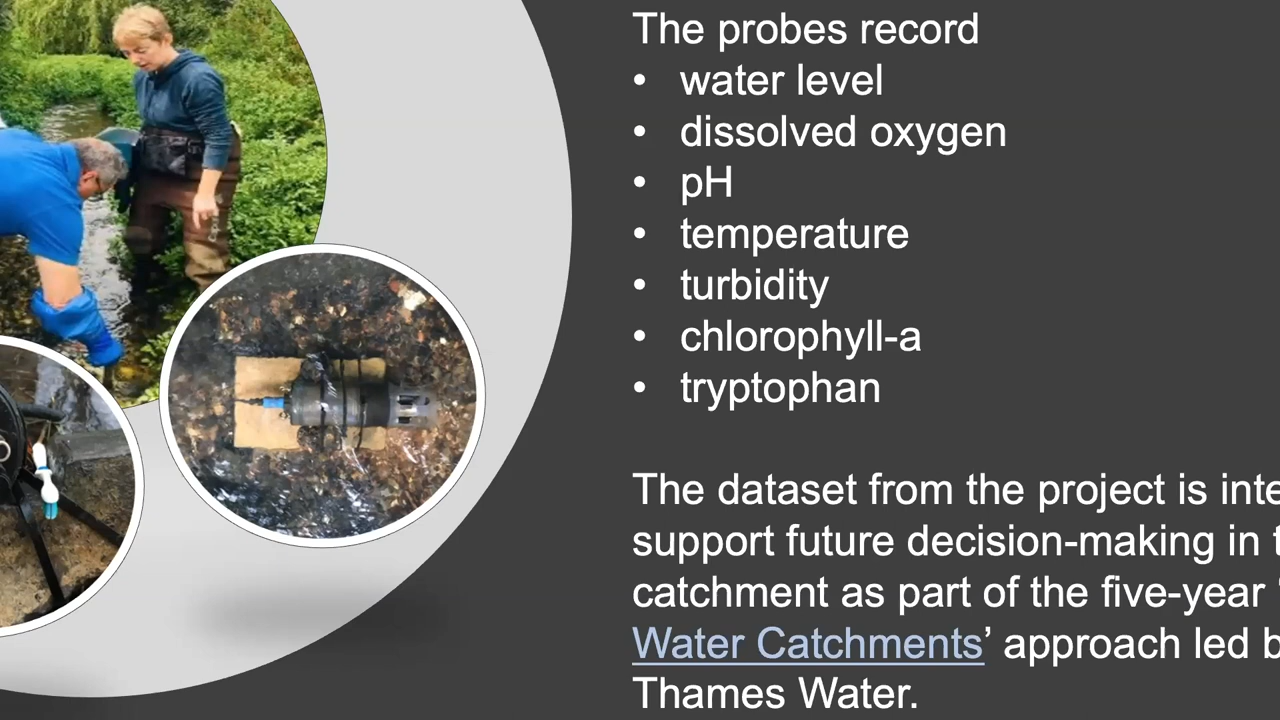 The probes record
• water level
• dissolved oxygen
• pH
• temperature
• turbidity
• chlorophyll-a
• tryptophan
The dataset from the project is inte
support future decision-making in t
catchment as part of the five-year ‘
Water Catchments’ approach led b
Thames Water.